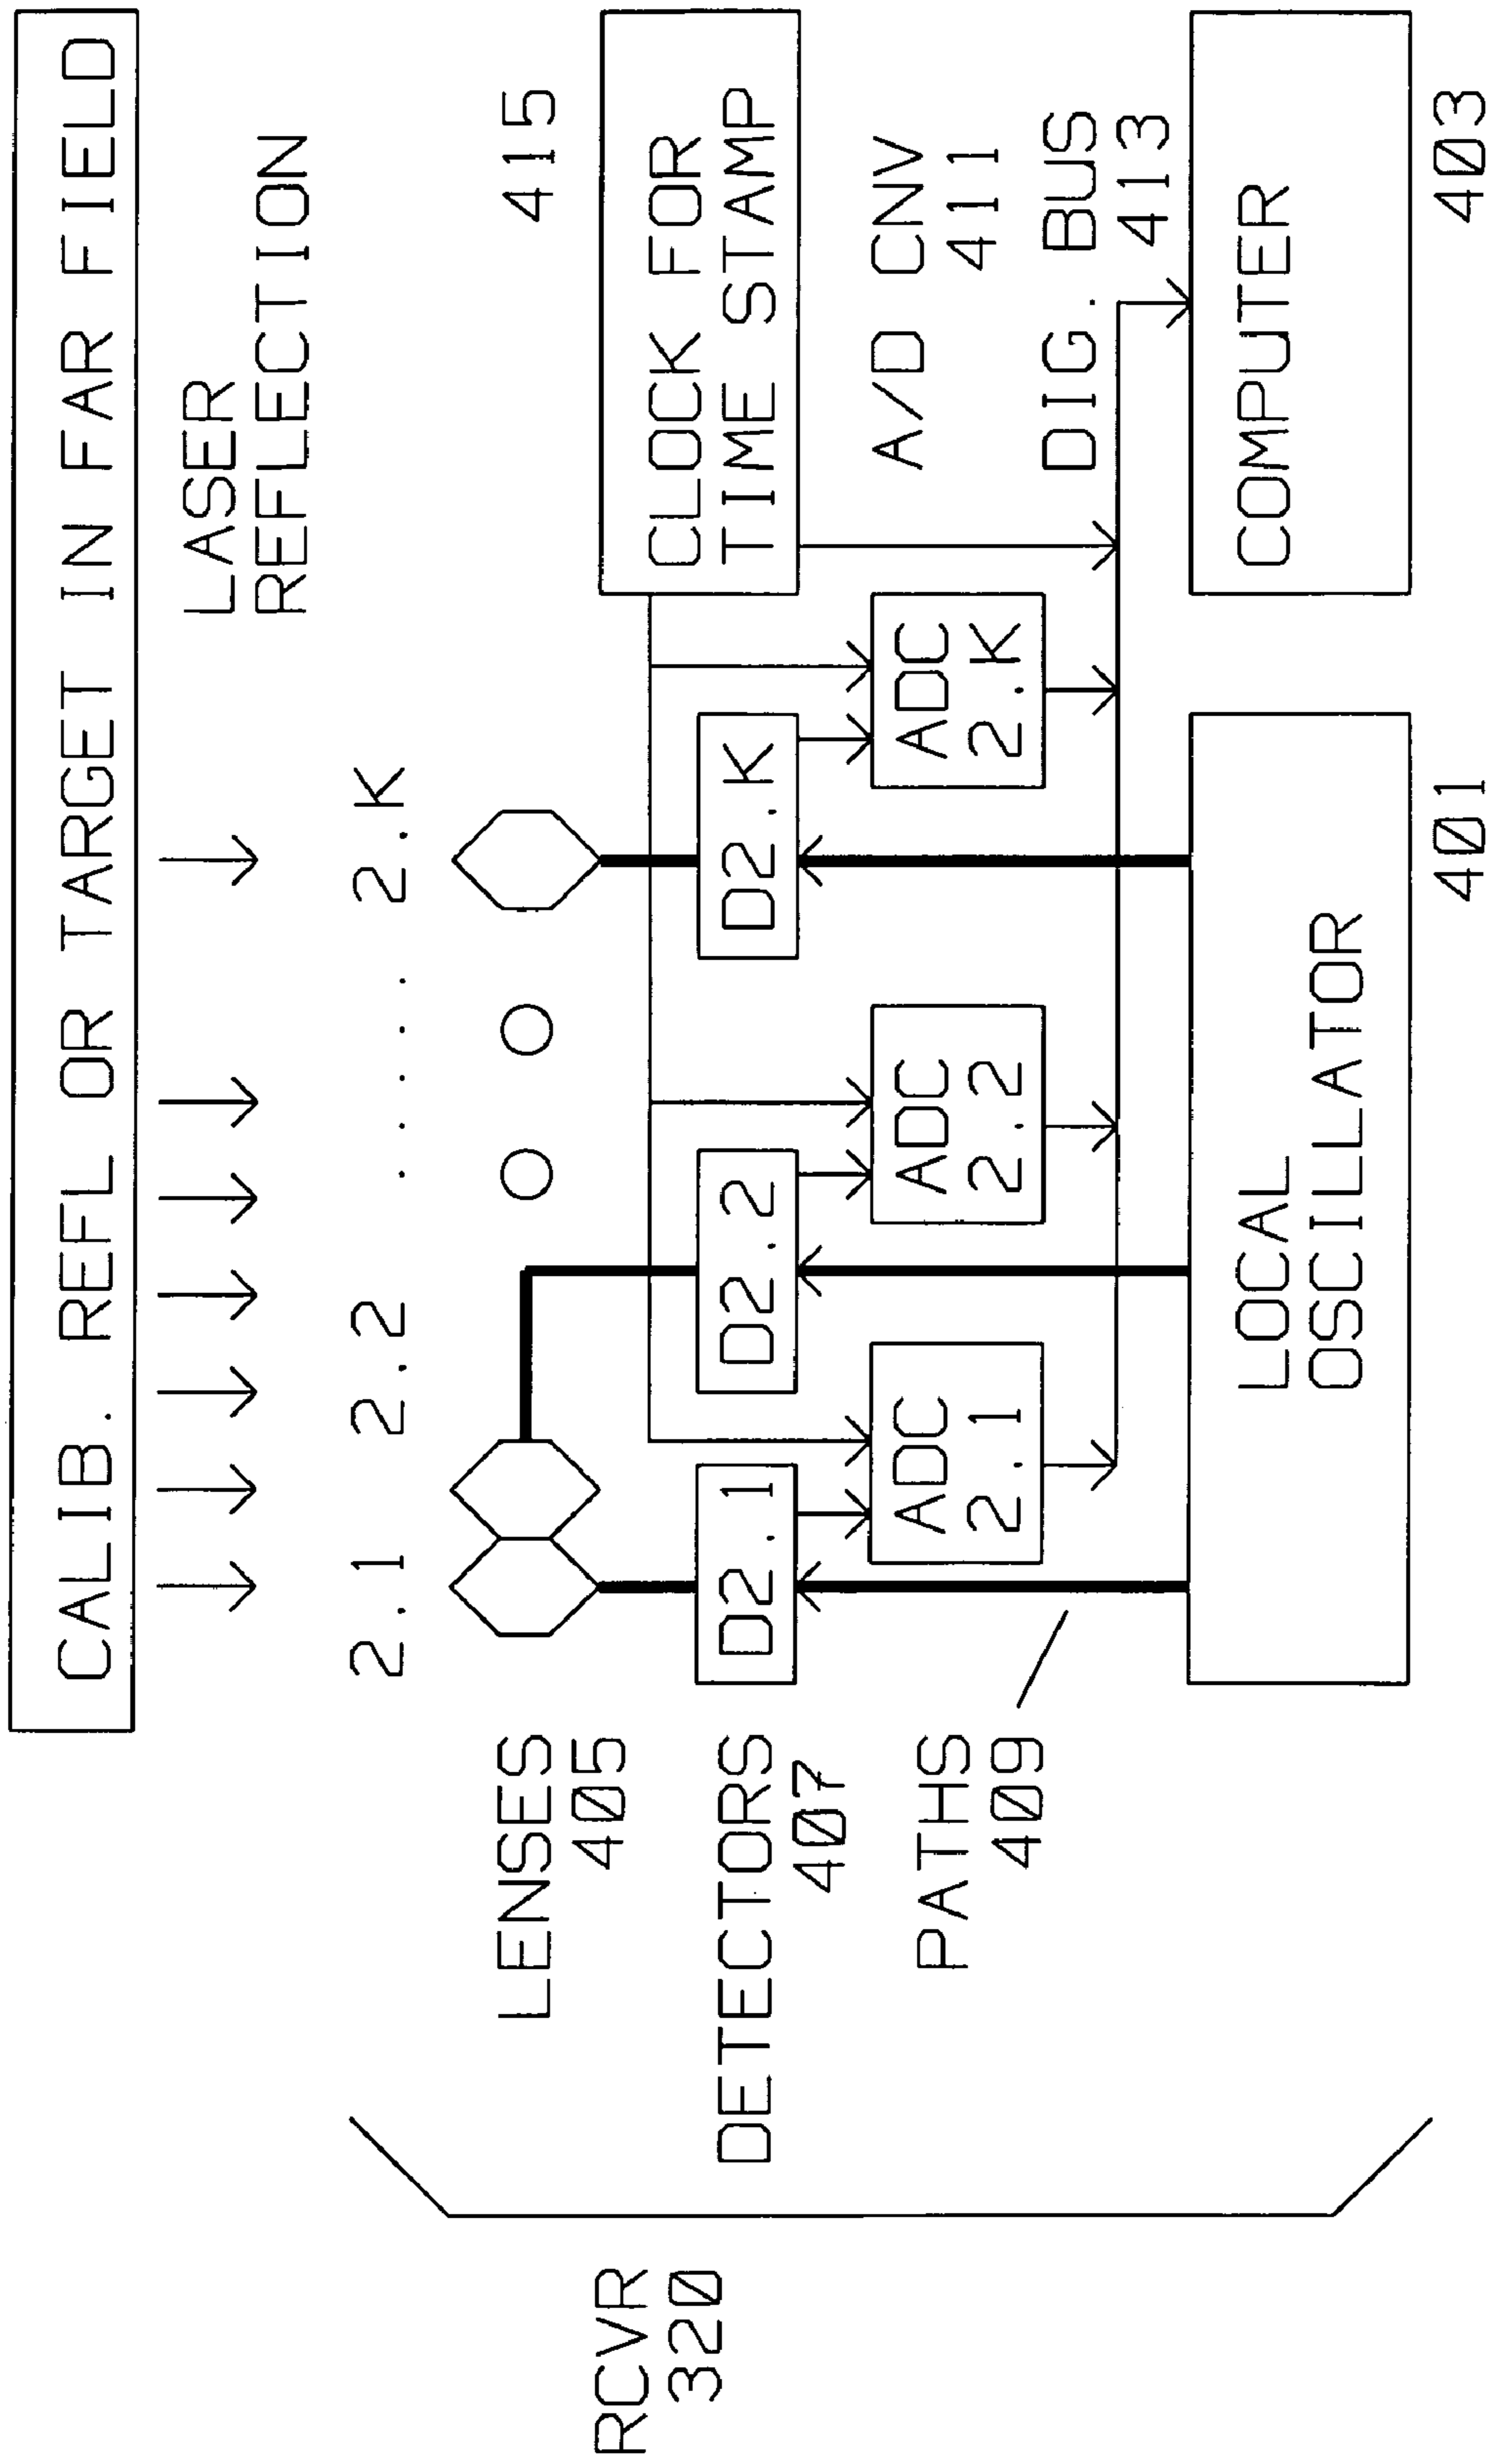 CALIB. REFL OR TARGET IN FAR FIELD
LASER
REFLECTION
2.1 2.2 . . . . 2.K
LENSES
405
415
CLOCK FOR
TIME STAMP
DETECTORS
407
D2.1
D2.2
D2.K
PATHS
409
ADC
2.1
ADC
2.2
ADC
2.K
A/D CNV
411
DIG. BUS
413
LOCAL
OSCILLATOR
401
COMPUTER
403
RCVR
320